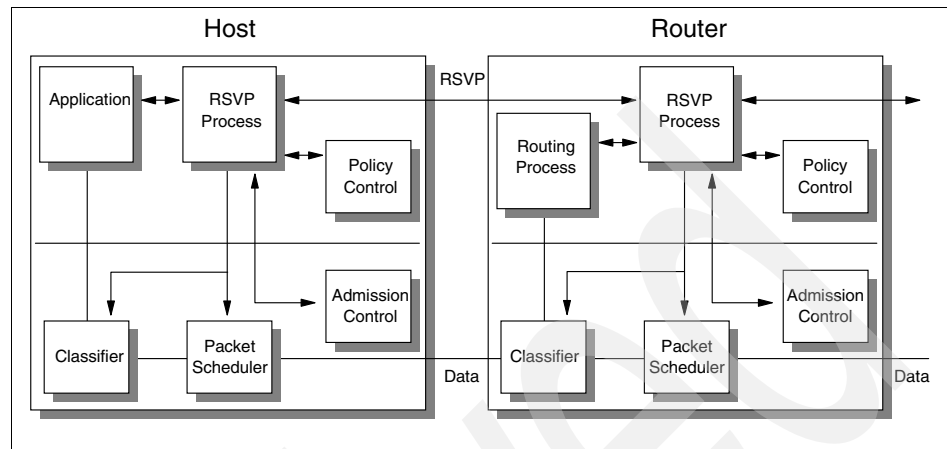 Host
Router
Application
RSVP
Process
Policy
Control
Classifier
Packet
Scheduler
Admission
Control
RSVP
Data
Routing
Process
RSVP
Process
Policy
Control
Classifier
Packet
Scheduler
Admission
Control
Data